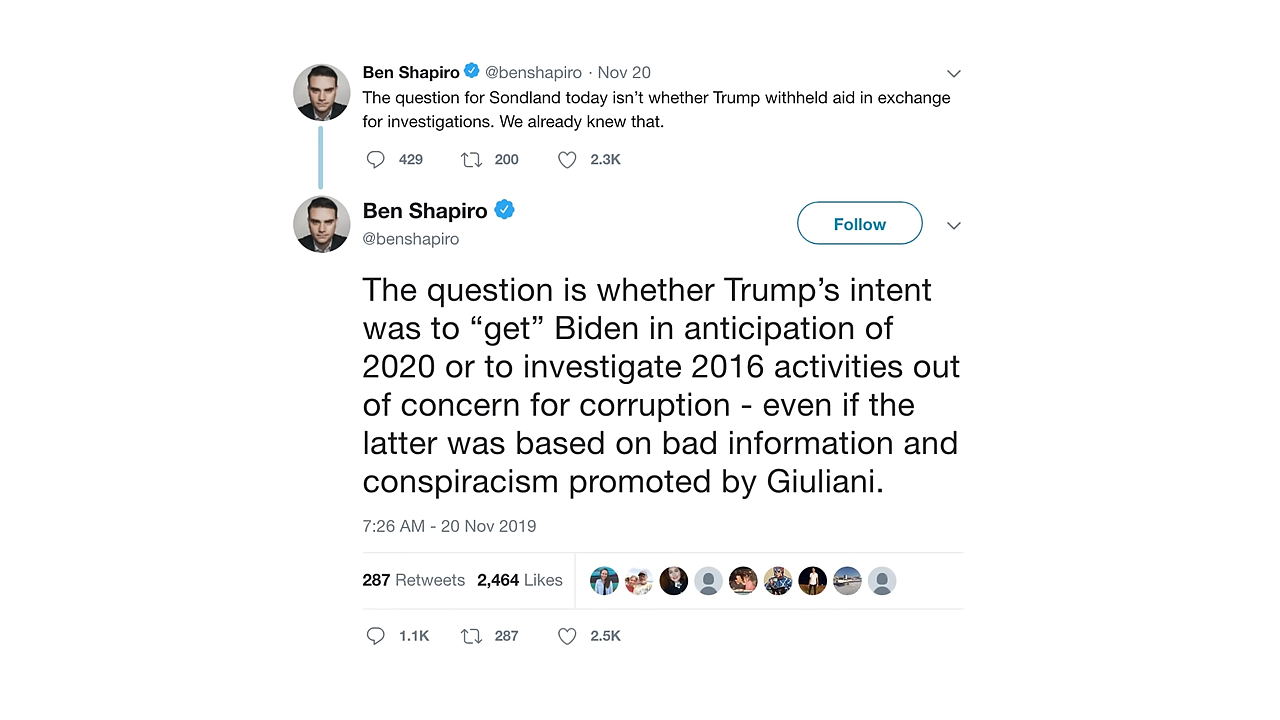 Ben Shapiro @benshapiro · Nov 20
The question for Sondland today isn’t whether Trump withheld aid in exchange
for investigations. We already knew that.
429 200 2.3K
Ben Shapiro
@benshapiro
Follow
The question is whether Trump’s intent
was to “get” Biden in anticipation of
2020 or to investigate 2016 activities out
of concern for corruption - even if the
latter was based on bad information and
conspiracism promoted by Giuliani.
7:26 AM - 20 Nov 2019
287 Retweets 2,464 Likes
1.1K 287 2.5K